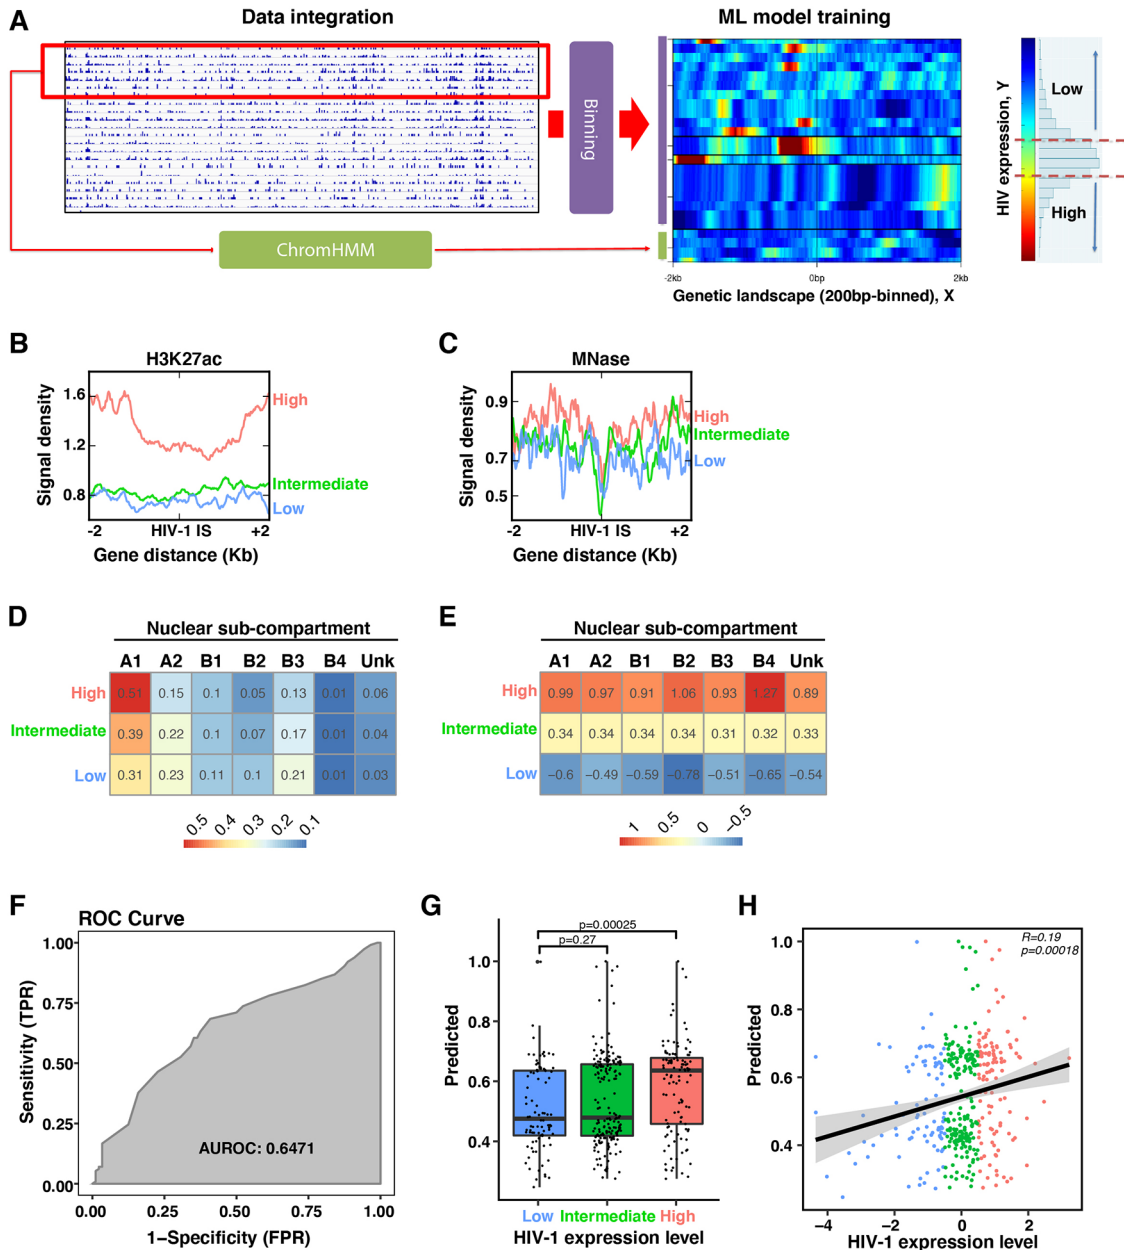 A
Data integration
ML model training
Binning
ChromHMM
-2kb
0bp
2kb
Genetic landscape (200bp-binned), X
HIV expression, Y
Low
High
B
H3K27ac
Signal density
1.6
1.2
0.8
High
Intermediate
Low
-2
HIV-1 IS
+2
Gene distance (Kb)
C
MNase
Signal density
0.9
0.7
0.5
High
Intermediate
Low
-2
HIV-1 IS
+2
Gene distance (Kb)
D
Nuclear sub-compartment
A1 A2 B1 B2 B3 B4 Unk
High 0.51 0.15 0.1 0.05 0.13 0.01 0.06
Intermediate 0.39 0.22 0.1 0.07 0.17 0.01 0.04
Low 0.31 0.23 0.11 0.1 0.21 0.01 0.03
0.5 0.4 0.3 0.2 0.1
E
Nuclear sub-compartment
A1 A2 B1 B2 B3 B4 Unk
High 0.99 0.97 0.91 1.06 0.93 1.27 0.89
Intermediate 0.34 0.34 0.34 0.34 0.31 0.32 0.33
Low −0.6 −0.49 −0.59 −0.78 −0.51 −0.65 −0.54
1 0.5 0 −0.5
F
ROC Curve
Sensitivity (TPR)
1.00
0.75
0.50
0.25
0.00
AUROC: 0.6471
0.00 0.25 0.50 0.75 1.00
1−Specificity (FPR)
G
p=0.00025
p=0.27
Predicted
1.0
0.8
0.6
0.4
Low Intermediate High
HIV-1 expression level
H
R=0.19
p=0.00018
Predicted
1.0
0.8
0.6
0.4
−4 −2 0 2
HIV-1 expression level